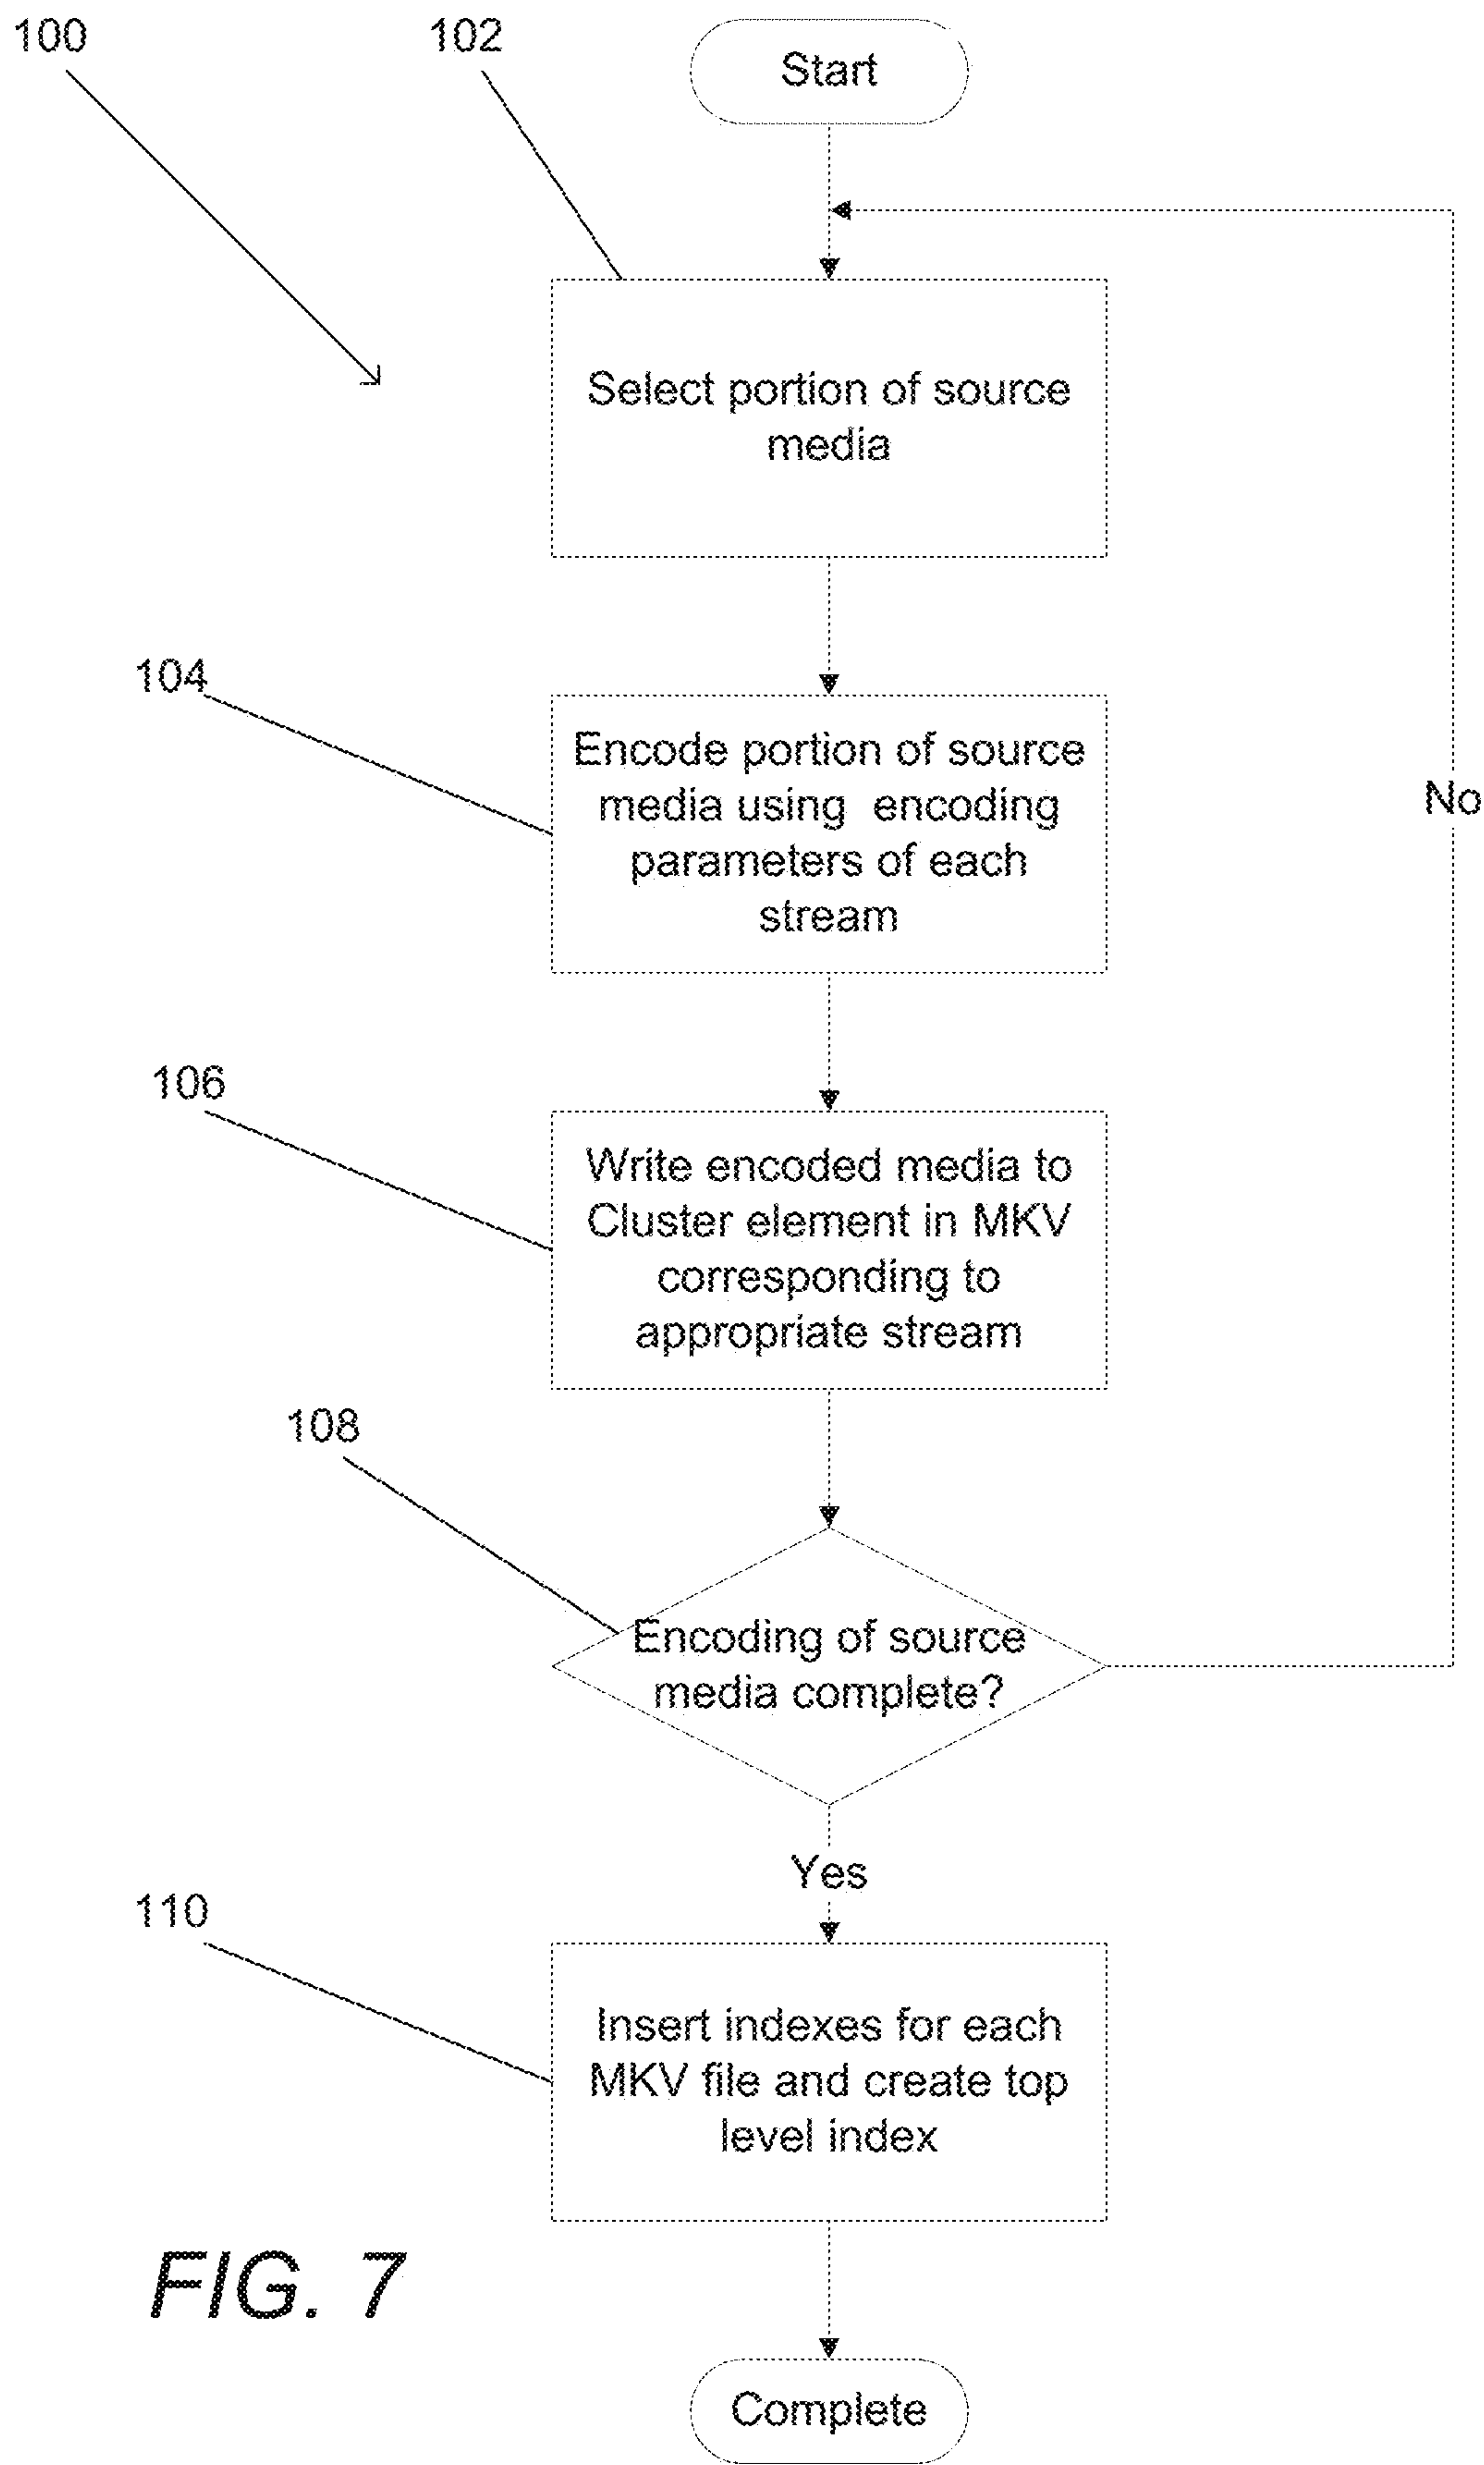 100
102
Start
Select portion of source
media
104
Encode portion of source
media using encoding
parameters of each
stream
No
106
Write encoded media to
Cluster element in MKV
corresponding to
appropriate stream
108
Encoding of source
media complete?
Yes
110
Insert indexes for each
MKV file and create top
level index
FIG. 7
Complete